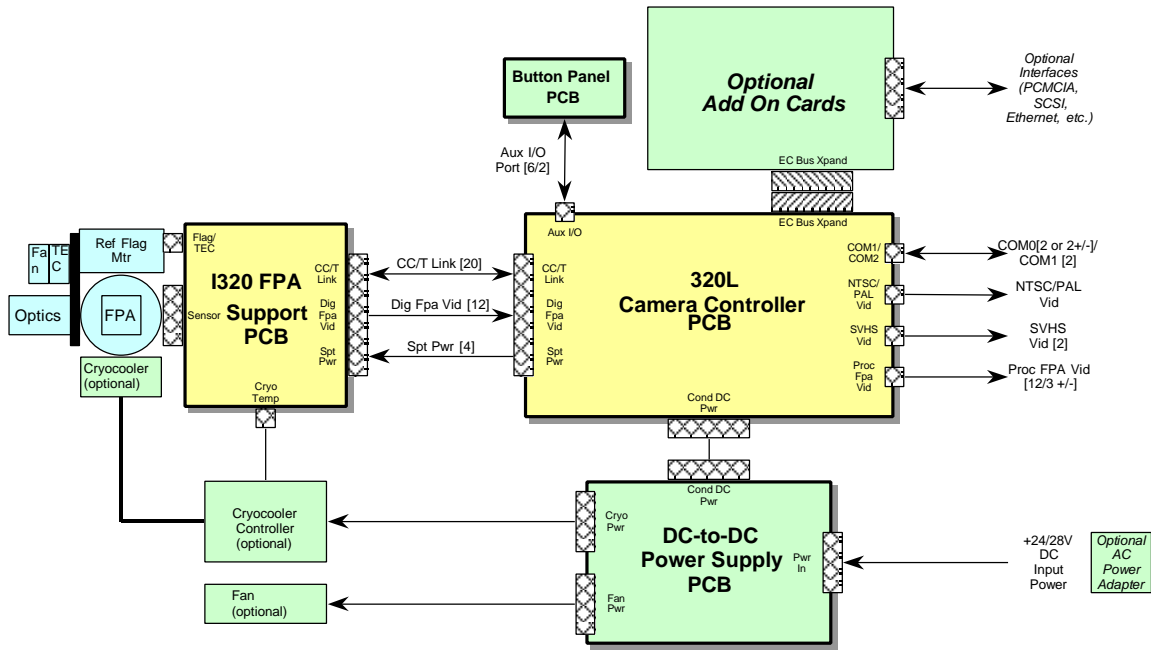 Button Panel
PCB
Optional
Add On Cards
EC Bus Xpand
Optional
Interfaces
(PCMCIA,
SCSI,
Ethernet, etc.)
Aux I/O
Port [6/2]
Fa
n
TE
C
Ref Flag
Mtr
Optics
FPA
Cryocooler
(optional)
Flag/
TEC
I320 FPA
Support
PCB
Sensor
CC/T
Link
Dig
Fpa
Vid
Spt
Pwr
Cryo
Temp
CC/T Link [20]
Dig Fpa Vid [12]
Spt Pwr [4]
Aux I/O
EC Bus Xpand
CC/T
Link
Dig
Fpa
Vid
Spt
Pwr
320L
Camera Controller
PCB
COM1/
COM2
NTSC/
PAL
Vid
SVHS
Vid
Proc
Fpa
Vid
Cond DC
Pwr
COM0[2 or 2+/-]/
COM1 [2]
NTSC/PAL
Vid
SVHS
Vid [2]
Proc FPA Vid
[12/3 +/-]
Cryocooler
Controller
(optional)
Fan
(optional)
Cond DC
Pwr
Cryo
Pwr
DC-to-DC
Power Supply
PCB
Pwr
In
Fan
Pwr
+24/28V
DC
Input
Power
Optional
AC
Power
Adapter